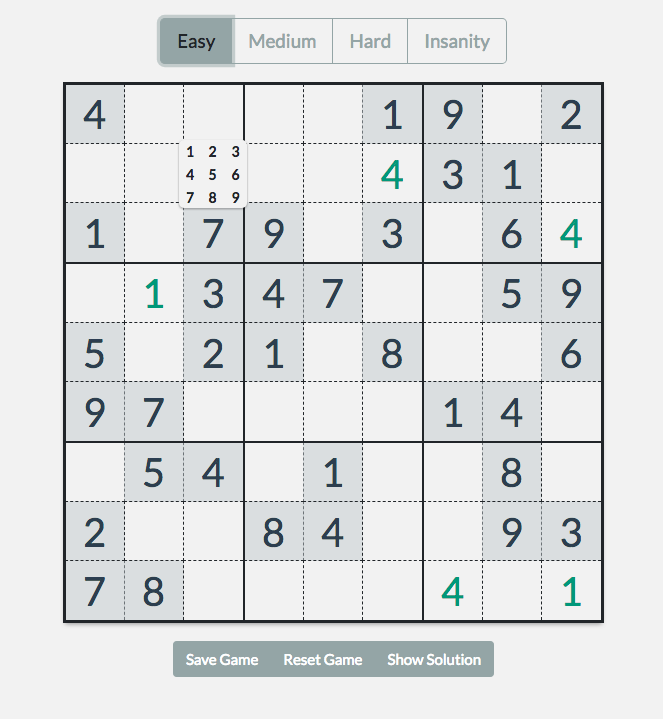 Easy Medium Hard Insanity
4 1 9 2
1 2 3
4 5 6
7 8 9
4 3 1
1 7 9 3 6 4
1 3 4 7 5 9
5 2 1 8 6
9 7 1 4
5 4 1 8
2 8 4 9 3
7 8 4 1
Save Game Reset Game Show Solution